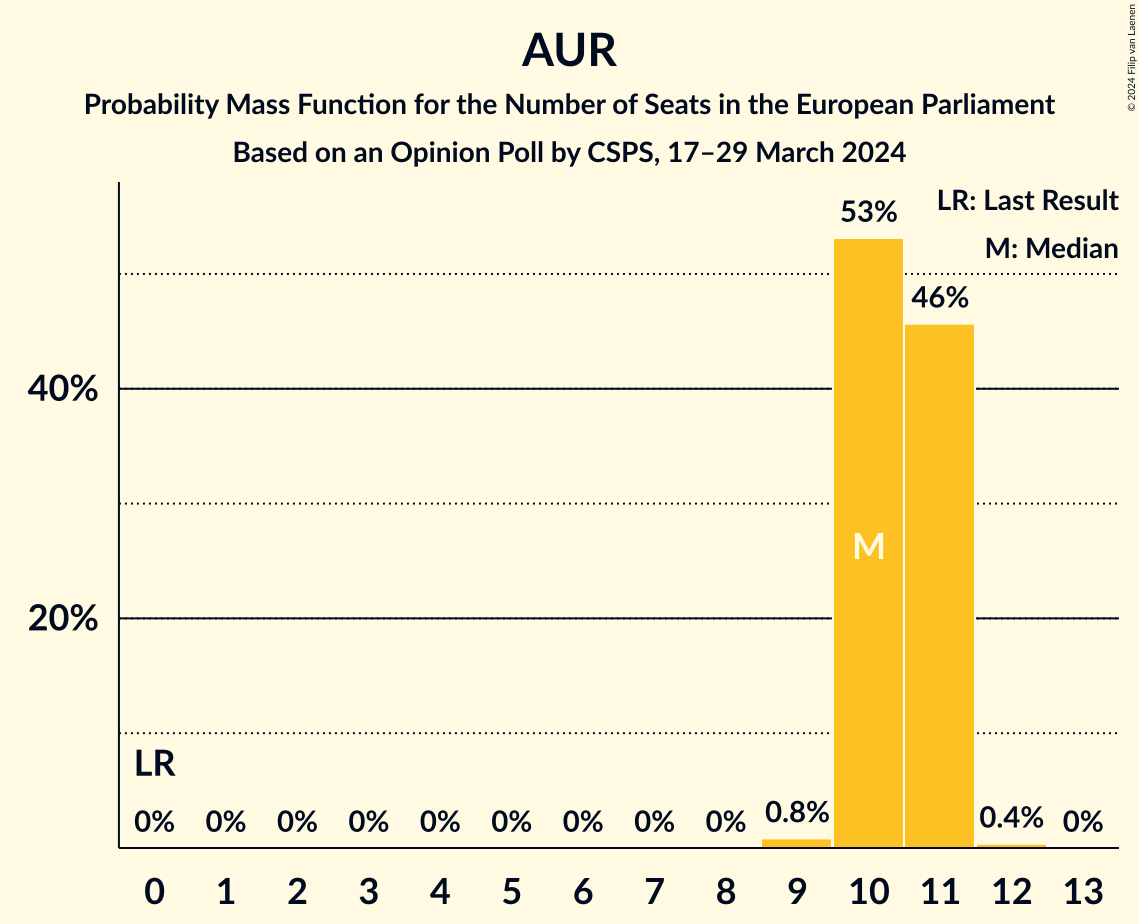 AUR
Probability Mass Function for the Number of Seats in the European Parliament
Based on an Opinion Poll by CSPS, 17–29 March 2024
© 2024 Filip van Laenen
LR: Last Result
M: Median
53%
46%
40%
M
20%
LR
0% 0% 0% 0% 0% 0% 0% 0% 0% 0.8% 0.4% 0%
0 1 2 3 4 5 6 7 8 9 10 11 12 13